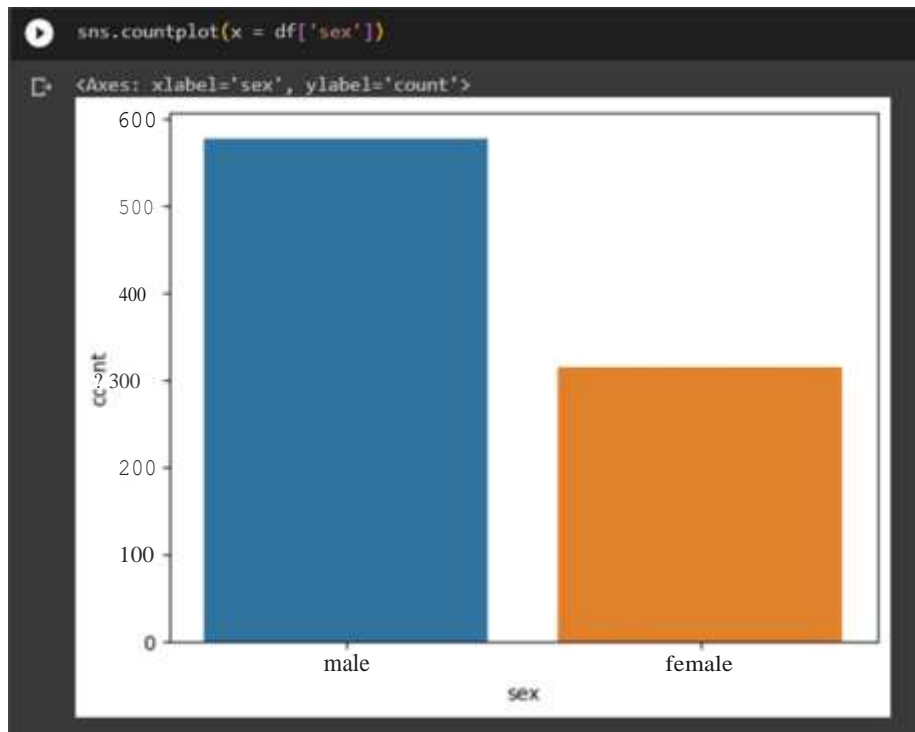 sns.countplot(x = df['sex'])
<Axes: xlabel='sex', ylabel='count'>
600
500
400
? 300
200
100
0
male
female
sex